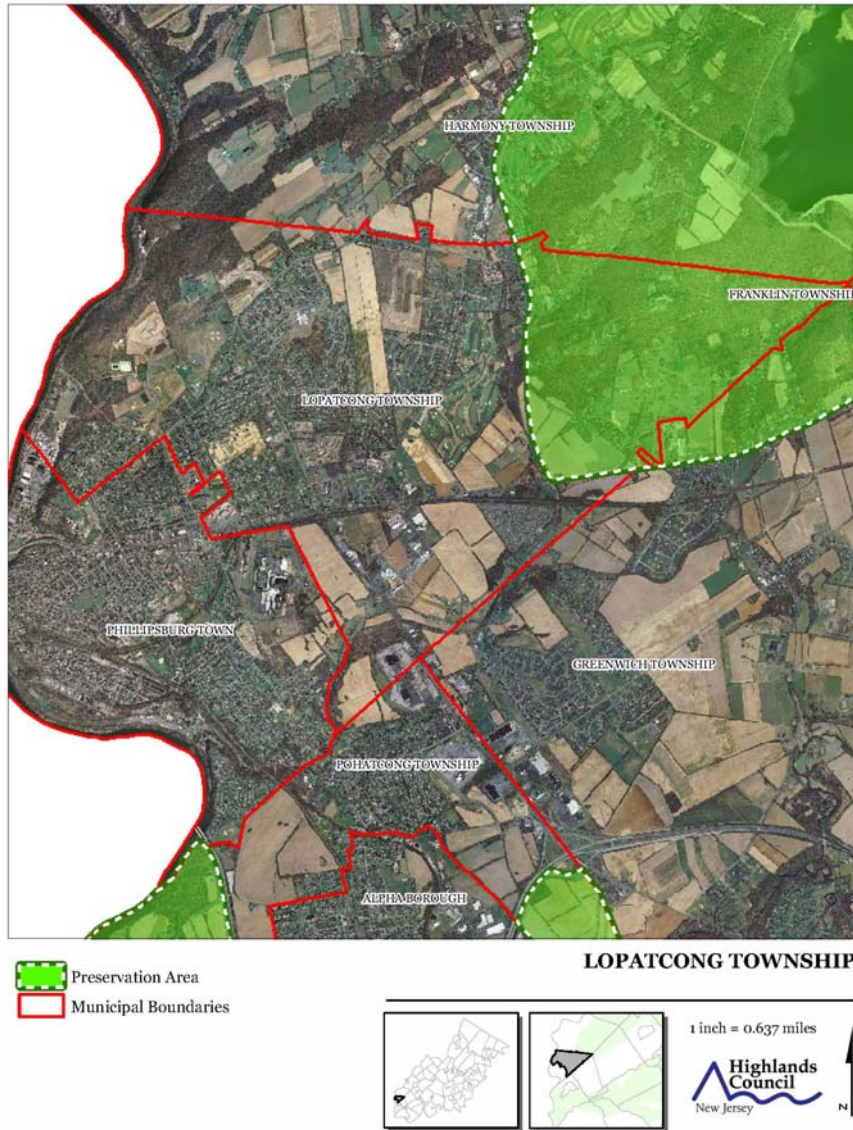 HARMONY TOWNSHIP
FRANKLIN TOWNSHIP
LOPATCONG TOWNSHIP
PHILLIPSBURG TOWN
GREENWICH TOWNSHIP
POHATCONG TOWNSHIP
ALPHA BOROUGH
LOPATCONG TOWNSHIP
Preservation Area
Municipal Boundaries
1 inch = 0.637 miles
Highlands
Council
New Jersey
N